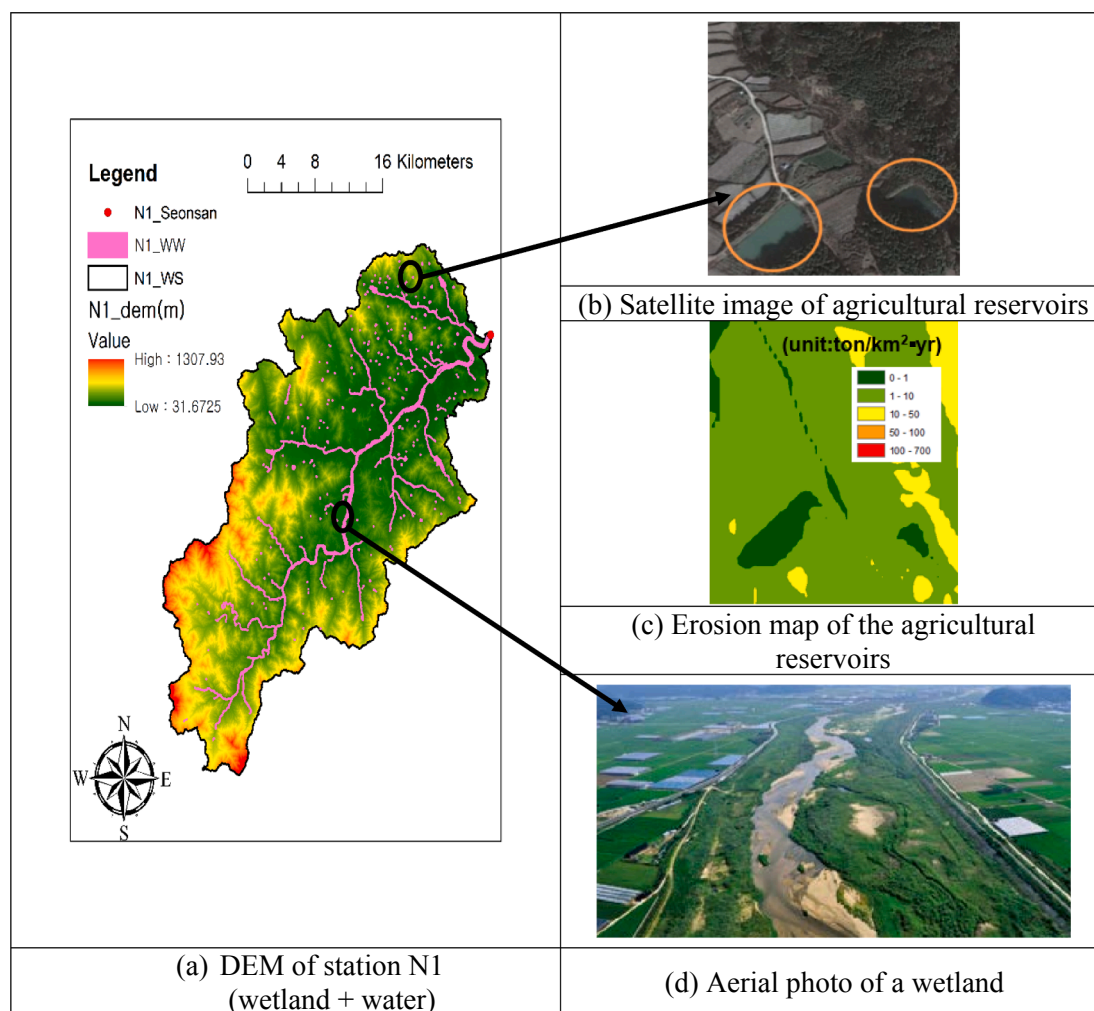 Legend
N1_Seonsan
N1_WW
N1_WS
N1_dem(m)
Value
High : 1307.93
Low : 31.6725
0 4 8 16 Kilometers
N
W E
S
(a) DEM of station N1
(wetland + water)
(b) Satellite image of agricultural reservoirs
(unit:ton/km²▪yr)
0 - 1
1 - 10
10 - 50
50 - 100
100 - 700
(c) Erosion map of the agricultural
reservoirs
(d) Aerial photo of a wetland